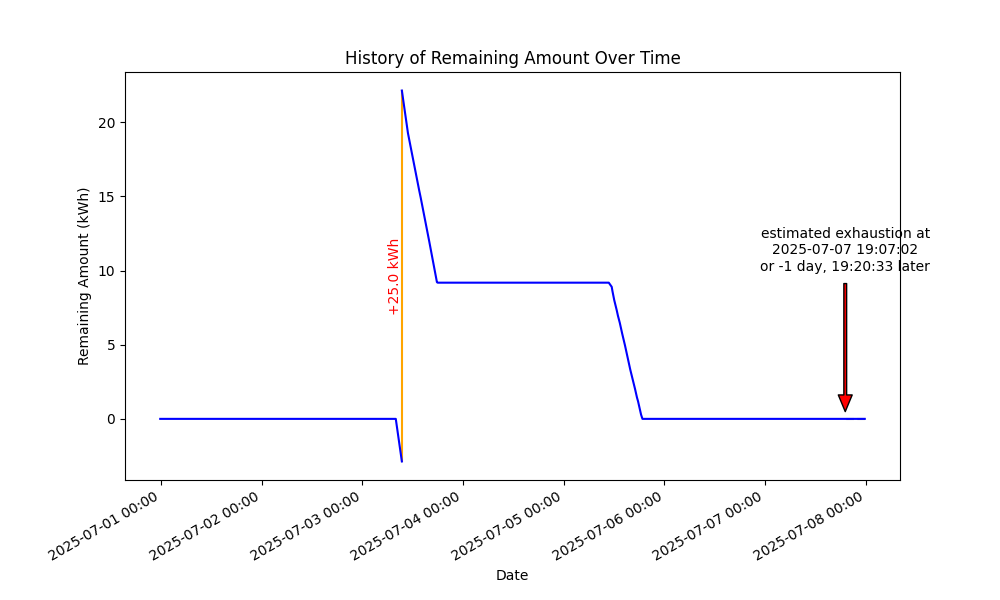 History of Remaining Amount Over Time
Remaining Amount (kWh)
20
15
10
5
0
+25.0 kWh
estimated exhaustion at
2025-07-07 19:07:02
or -1 day, 19:20:33 later
2025-07-01 00:00
2025-07-02 00:00
2025-07-03 00:00
2025-07-04 00:00
2025-07-05 00:00
2025-07-06 00:00
2025-07-07 00:00
2025-07-08 00:00
Date